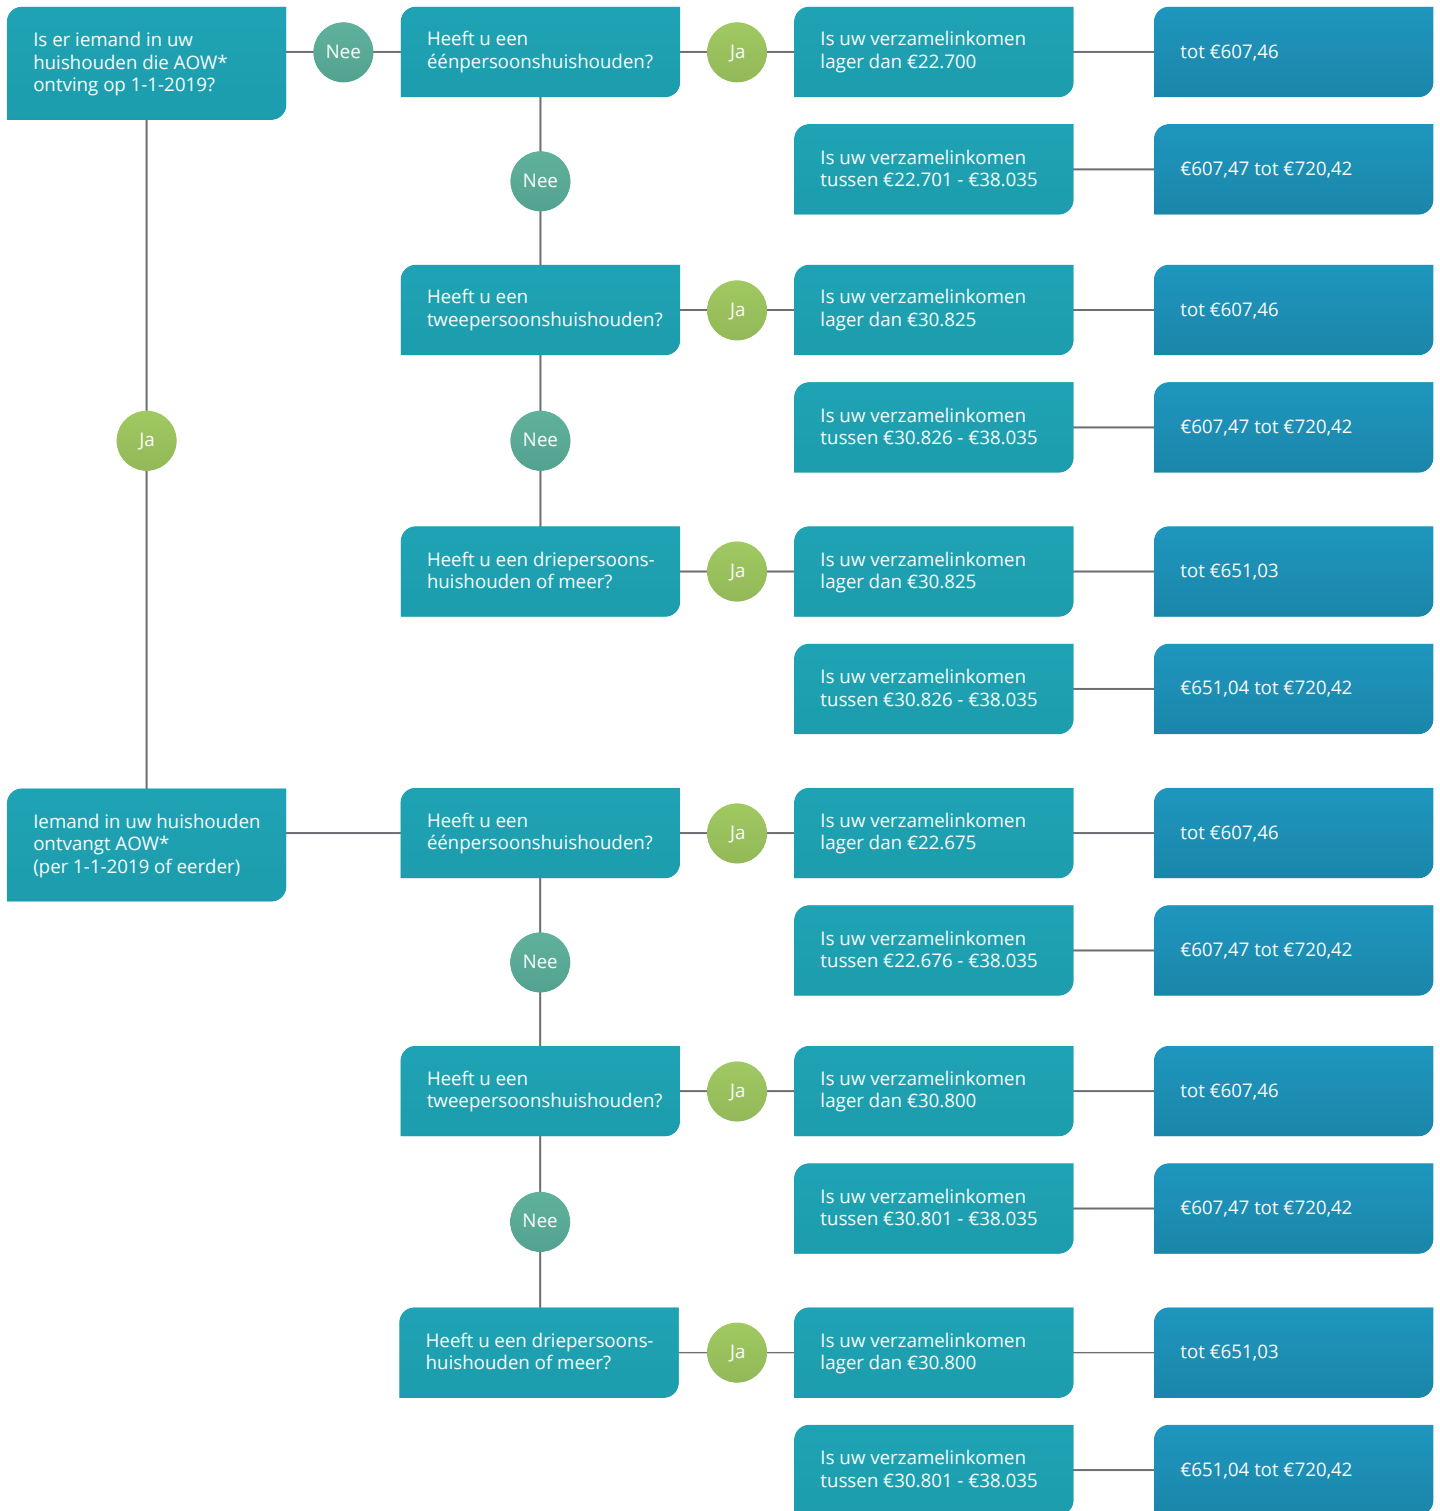 Is er iemand in uw
huishouden die AOW*
ontving op 1-1-2019?
Nee
Heeft u een
éénpersoonshuishouden?
Ja
Is uw verzamelinkomen
lager dan €22.700
tot €607,46
Is uw verzamelinkomen
tussen €22.701 - €38.035
€607,47 tot €720,42
Nee
Heeft u een
tweepersoonshuishouden?
Ja
Is uw verzamelinkomen
lager dan €30.825
tot €607,46
Is uw verzamelinkomen
tussen €30.826 - €38.035
€607,47 tot €720,42
Ja
Nee
Heeft u een driepersoons-
huishouden of meer?
Ja
Is uw verzamelinkomen
lager dan €30.825
tot €651,03
Is uw verzamelinkomen
tussen €30.826 - €38.035
€651,04 tot €720,42
Iemand in uw huishouden
ontvangt AOW*
(per 1-1-2019 of eerder)
Heeft u een
éénpersoonshuishouden?
Ja
Is uw verzamelinkomen
lager dan €22.675
tot €607,46
Is uw verzamelinkomen
tussen €22.676 - €38.035
€607,47 tot €720,42
Nee
Heeft u een
tweepersoonshuishouden?
Ja
Is uw verzamelinkomen
lager dan €30.800
tot €607,46
Is uw verzamelinkomen
tussen €30.801 - €38.035
€607,47 tot €720,42
Nee
Heeft u een driepersoons-
huishouden of meer?
Ja
Is uw verzamelinkomen
lager dan €30.800
tot €651,03
Is uw verzamelinkomen
tussen €30.801 - €38.035
€651,04 tot €720,42